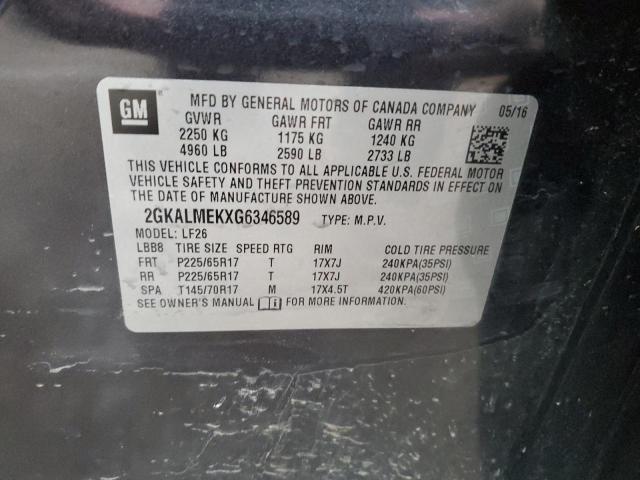 GM
MFD BY GENERAL MOTORS OF CANADA COMPANY 05/16
GVWR GAWR FRT GAWR RR
2250 KG 1175 KG 1240 KG
4960 LB 2590 LB 2733 LB
THIS VEHICLE CONFORMS TO ALL APPLICABLE U.S. FEDERAL MOTOR
VEHICLE SAFETY AND THEFT PREVENTION STANDARDS IN EFFECT ON
THE DATE OF MANUFACTURE SHOWN ABOVE.
2GKALMEKXG6346589 TYPE: M.P.V.
MODEL: LF26
LBB8 TIRE SIZE SPEED RTG RIM COLD TIRE PRESSURE
FRT P225/65R17 T 17X7J 240KPA(35PSI)
RR P225/65R17 T 17X7J 240KPA(35PSI)
SPA T145/70R17 M 17X4.5T 420KPA(60PSI)
SEE OWNER'S MANUAL FOR MORE INFORMATION.